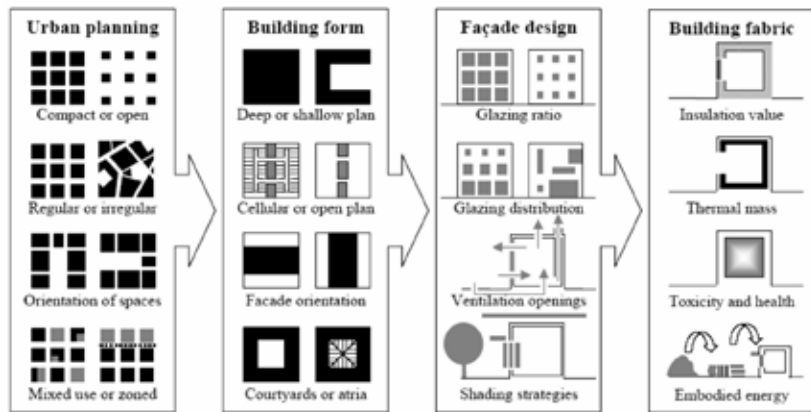 Urban planning
Compact or open
Regular or irregular
Orientation of spaces
Mixed use or zoned
Building form
Deep or shallow plan
Cellular or open plan
Facade orientation
Courtyards or atria
Façade design
Glazing ratio
Glazing distribution
Ventilation openings
Shading strategies
Building fabric
Insulation value
Thermal mass
Toxicity and health
Embodied energy